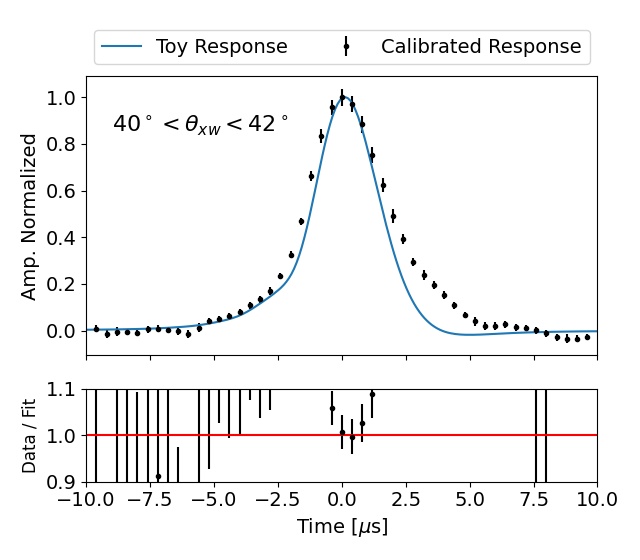 Toy Response
Calibrated Response
40° < θxw < 42°
Amp. Normalized
1.0
0.8
0.6
0.4
0.2
0.0
Data / Fit
1.1
1.0
0.9
−10.0 −7.5 −5.0 −2.5 0.0 2.5 5.0 7.5 10.0
Time [μs]